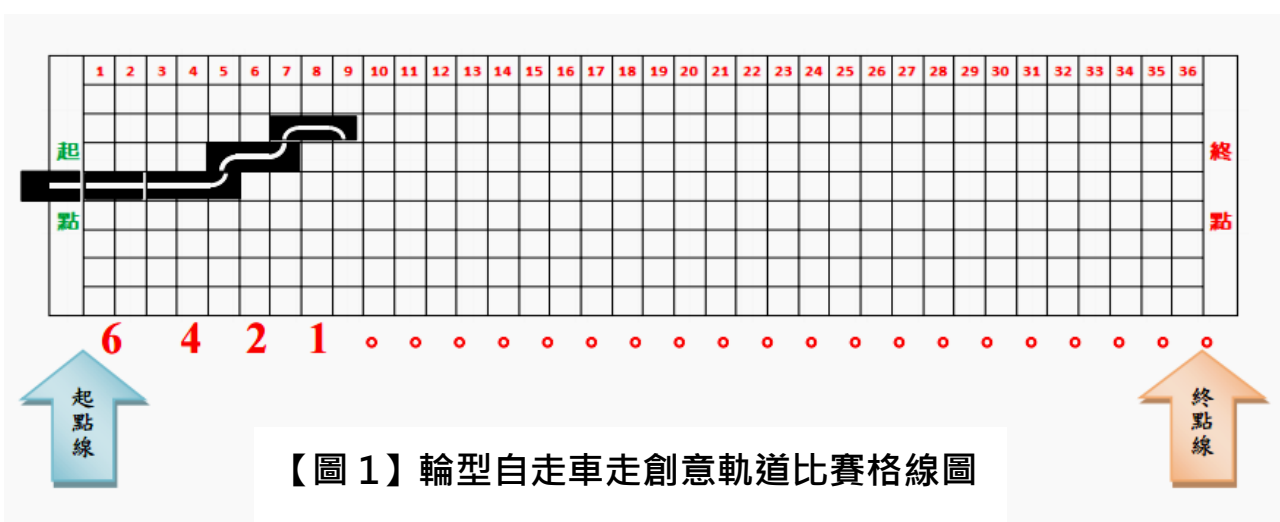 1 2 3 4 5 6 7 8 9 10 11 12 13 14 15 16 17 18 19 20 21 22 23 24 25 26 27 28 29 30 31 32 33 34 35 36
起 終
點 點
6 4 2 1 。 。 。 。 。 。 。 。 。 。 。 。 。 。 。 。 。 。 。 。
起點線
終點線
【圖 1】輪型自走車走創意軌道比賽格線圖